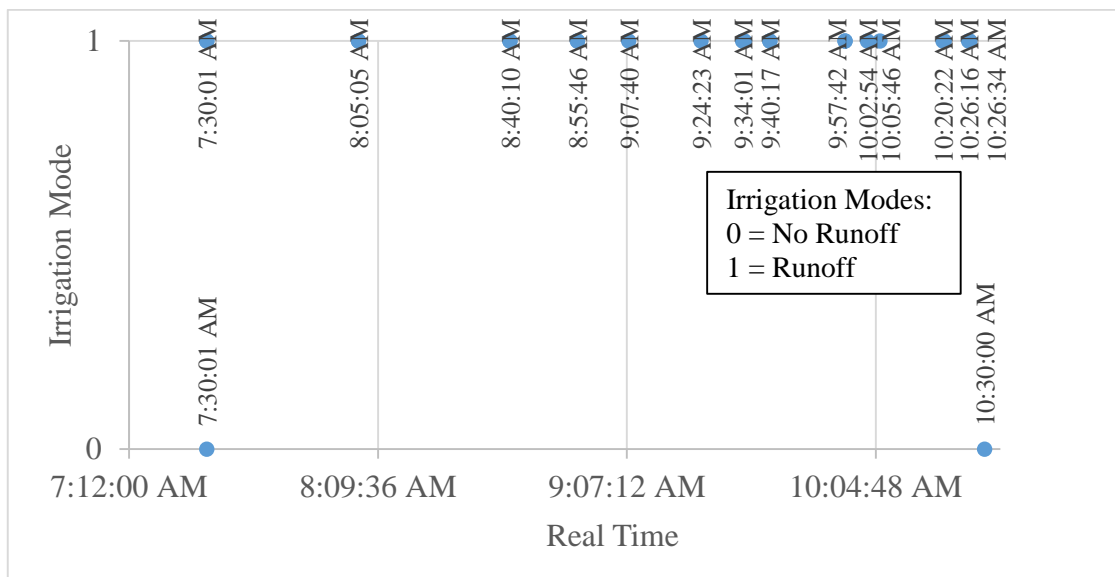 1
7:30:01 AM
8:05:05 AM
8:40:10 AM
8:55:46 AM
9:07:40 AM
9:24:23 AM
9:34:01 AM
9:40:17 AM
9:57:42 AM
10:02:54 AM
10:05:46 AM
10:20:22 AM
10:26:16 AM
10:26:34 AM
Irrigation Mode
Irrigation Modes:
0 = No Runoff
1 = Runoff
7:30:01 AM
10:30:00 AM
0
7:12:00 AM
8:09:36 AM
9:07:12 AM
10:04:48 AM
Real Time